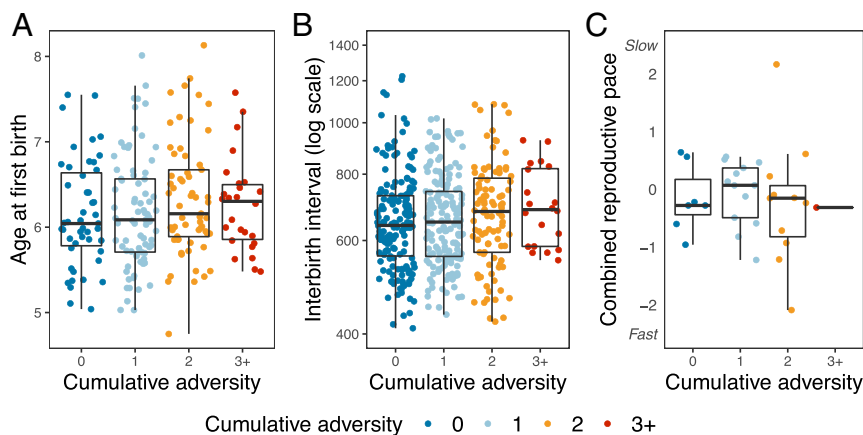 A
Age at first birth
8
7
6
5
0 1 2 3+
Cumulative adversity
B
Interbirth interval (log scale)
1400
1200
1000
800
600
400
0 1 2 3+
Cumulative adversity
C
Combined reproductive pace
Slow
2
1
0
−1
−2
Fast
0 1 2 3+
Cumulative adversity
Cumulative adversity 0 1 2 3+